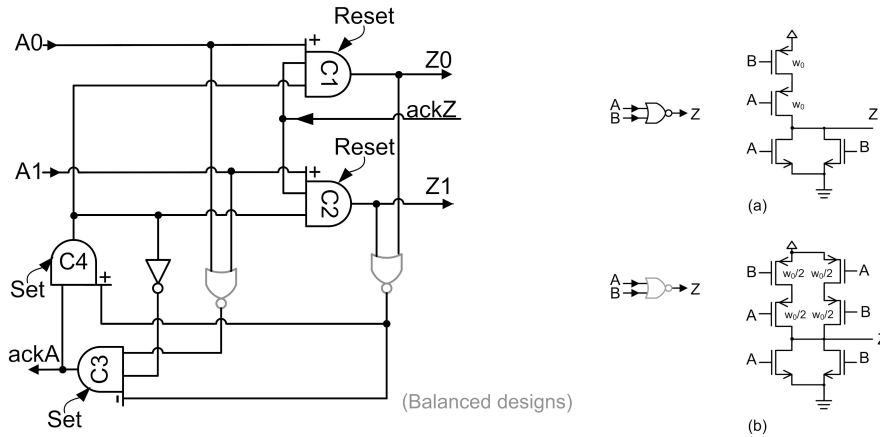 Reset
A0
+
C1
Z0
ackZ
Reset
A1
+
C2
Z1
C4
+
Set
ackA
C3
-
Set
(Balanced designs)
A
B
Z
B
w0
A
w0
Z
A
B
(a)
A
B
Z
B
w0/2 w0/2
A
A
w0/2 w0/2
B
Z
A
B
(b)